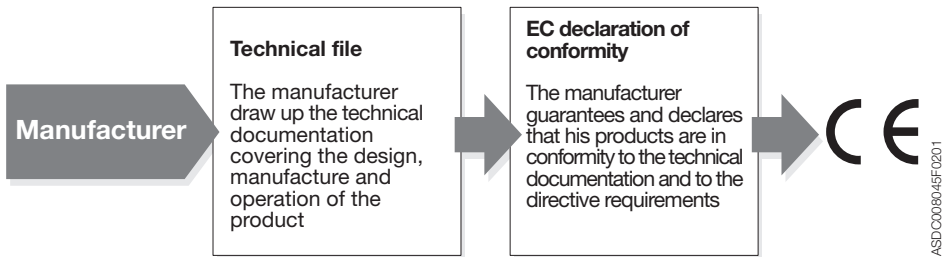 Manufacturer
Technical file
The manufacturer
draw up the technical
documentation
covering the design,
manufacture and
operation of the
product
EC declaration of
conformity
The manufacturer
guarantees and declares
that his products are in
conformity to the technical
documentation and to the
directive requirements
CE
ASDC008045F0201